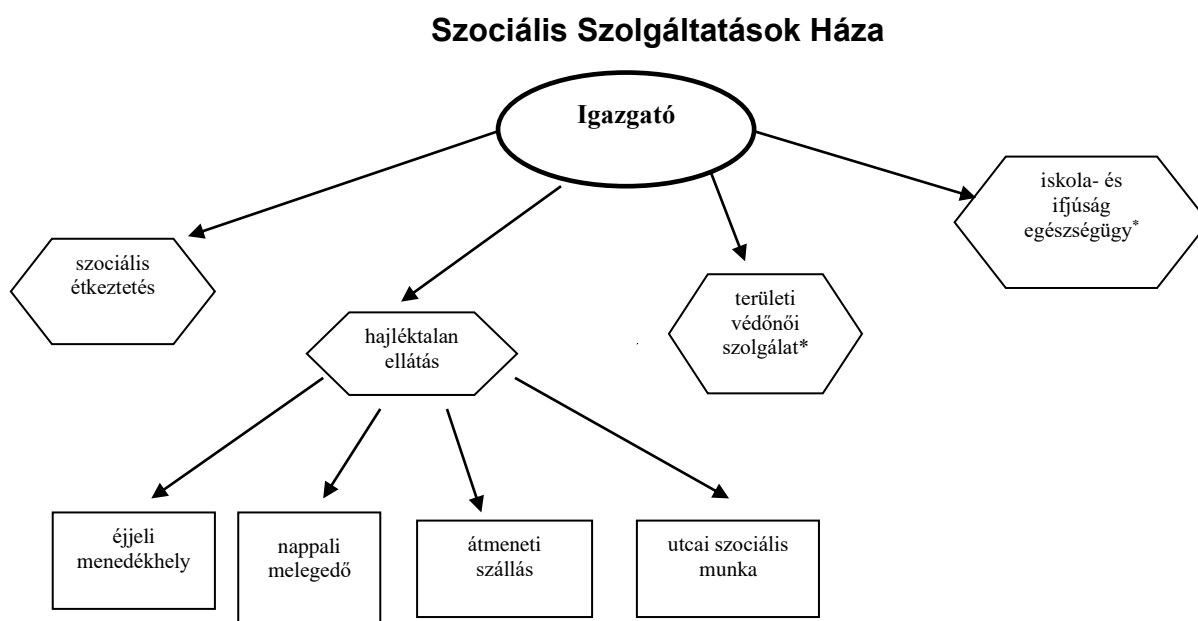 Szociális Szolgáltatások Háza
Igazgató
iskola- és
ifjúság
egészségügy*
szociális
étkeztetés
területi
védőnői
szolgálat*
hajléktalan
ellátás
éjjeli
menedékhely
nappali
melegedő
átmeneti
szállás
utcai szociális
munka